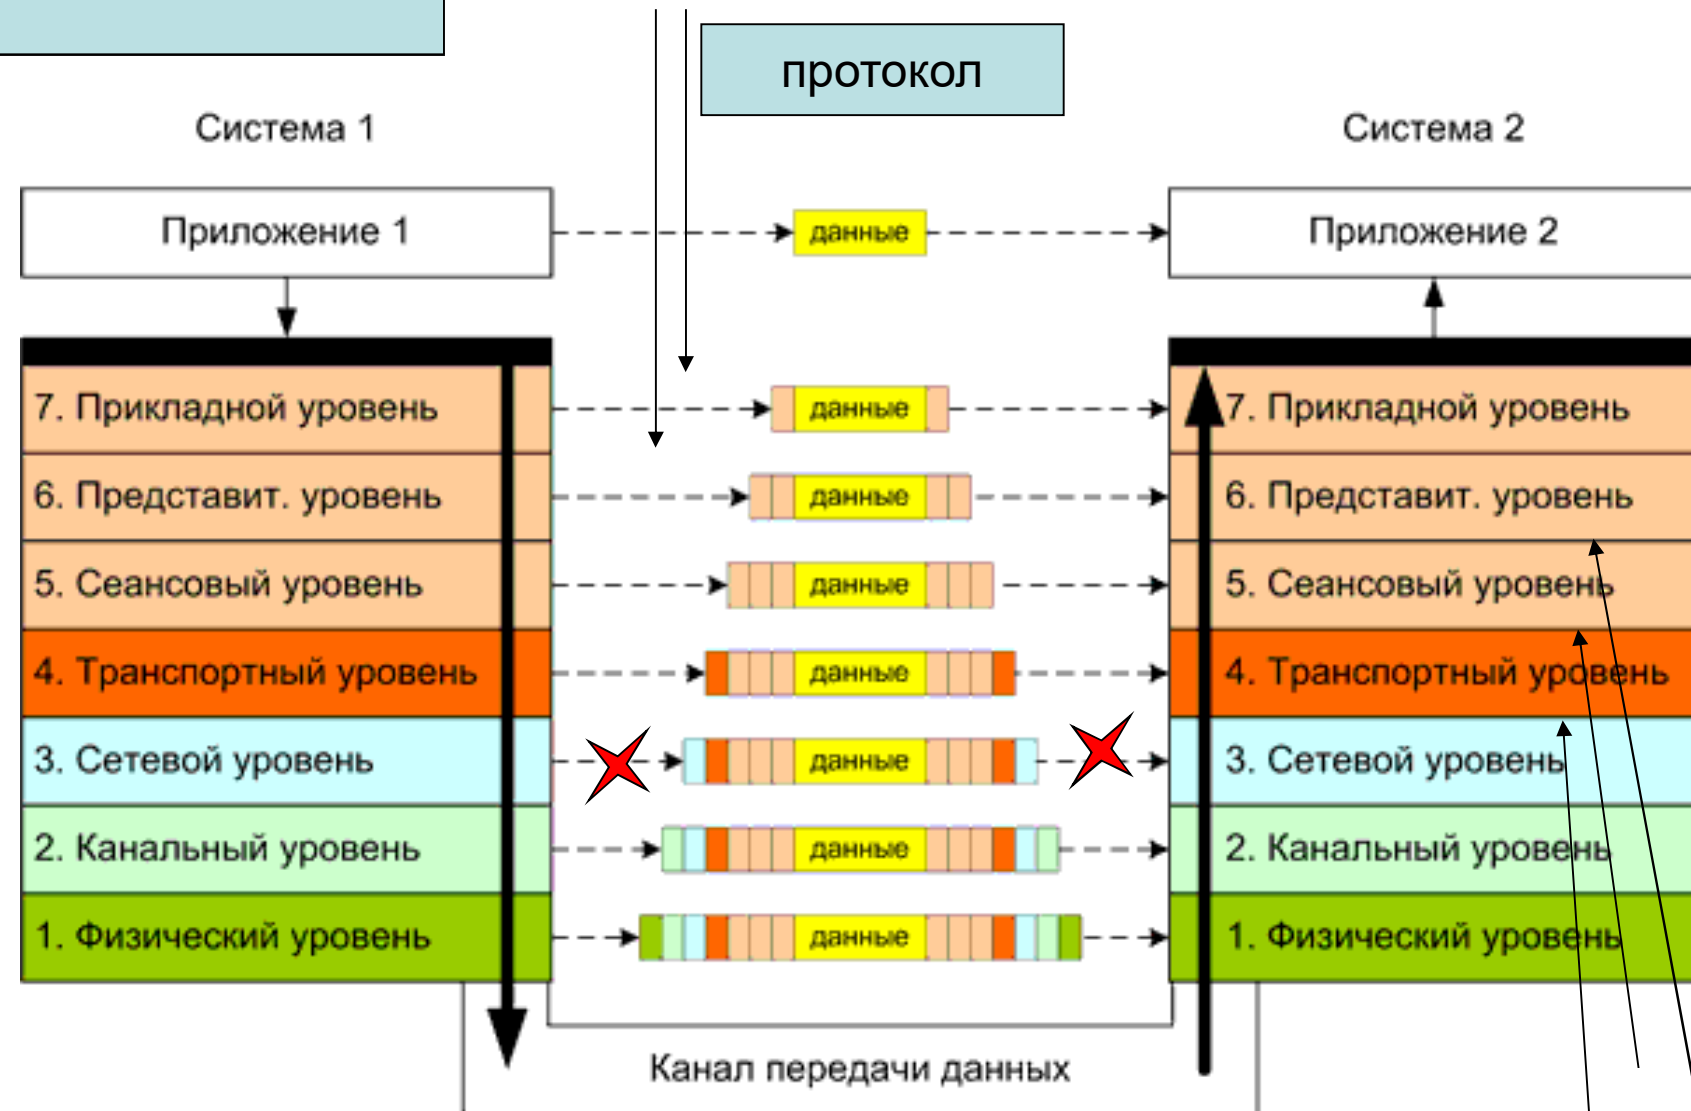 протокол
Система 1
Система 2
Приложение 1
данные
Приложение 2
7. Прикладной уровень
данные
7. Прикладной уровень
6. Представит. уровень
данные
6. Представит. уровень
5. Сеансовый уровень
данные
5. Сеансовый уровень
4. Транспортный уровень
данные
4. Транспортный уровень
3. Сетевой уровень
данные
3. Сетевой уровень
2. Канальный уровень
данные
2. Канальный уровень
1. Физический уровень
данные
1. Физический уровень
Канал передачи данных